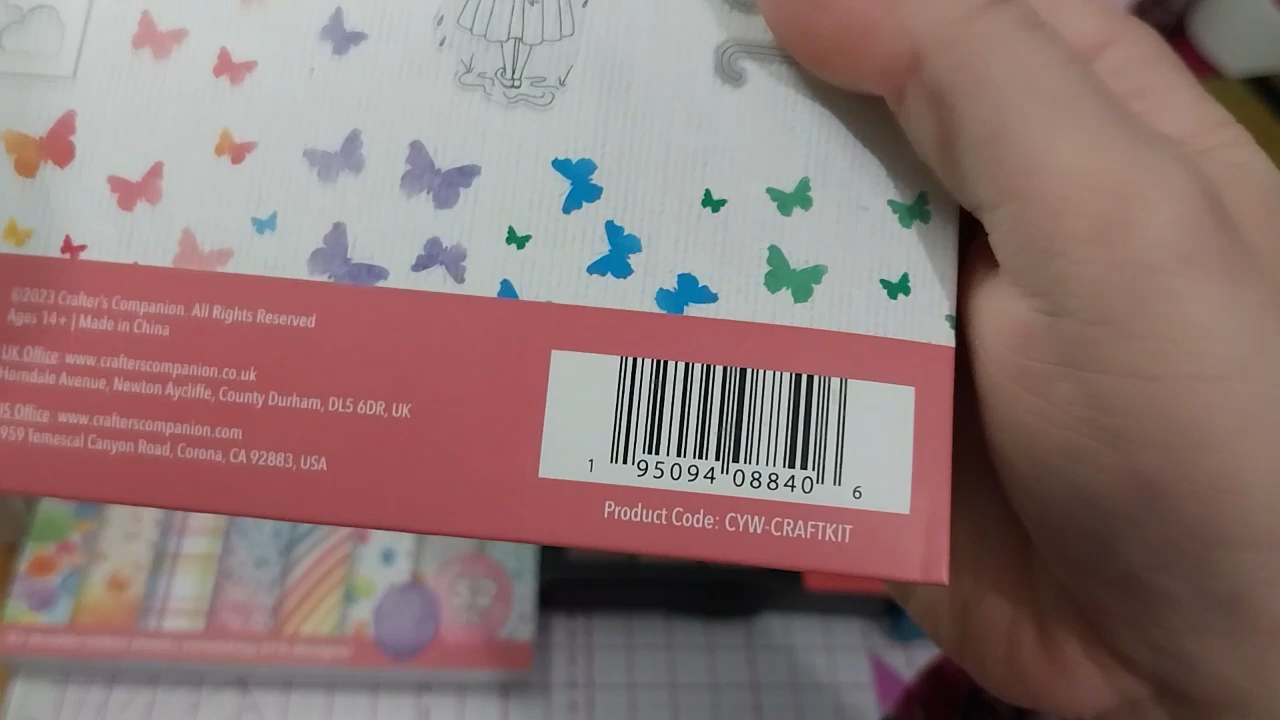 ©2023 Crafter's Companion. All Rights Reserved
Ages 14+ | Made in China
UK Office: www.crafterscompanion.co.uk
Horndale Avenue, Newton Aycliffe, County Durham, DL5 6DR, UK
US Office: www.crafterscompanion.com
959 Temescal Canyon Road, Corona, CA 92883, USA
1 95094 08840 6
Product Code: CYW-CRAFTKIT